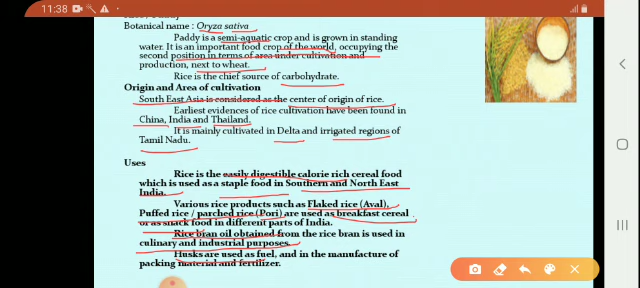 11:38
Botanical name : Oryza sativa
Paddy is a semi-aquatic crop and is grown in standing
water. It is an important food crop of the world, occupying the
second position in terms of area under cultivation and
production, next to wheat.
Rice is the chief source of carbohydrate.
Origin and Area of cultivation
South East Asia is considered as the center of origin of rice.
Earliest evidences of rice cultivation have been found in
China, India and Thailand.
It is mainly cultivated in Delta and irrigated regions of
Tamil Nadu.
Uses
Rice is the easily digestible calorie rich cereal food
which is used as a staple food in Southern and North East
India.
Various rice products such as Flaked rice (Aval),
Puffed rice / parched rice (Pori) are used as breakfast cereal
or as snack food in different parts of India.
Rice bran oil obtained from the rice bran is used in
culinary and industrial purposes.
Husks are used as fuel, and in the manufacture of
packing material and fertilizer.